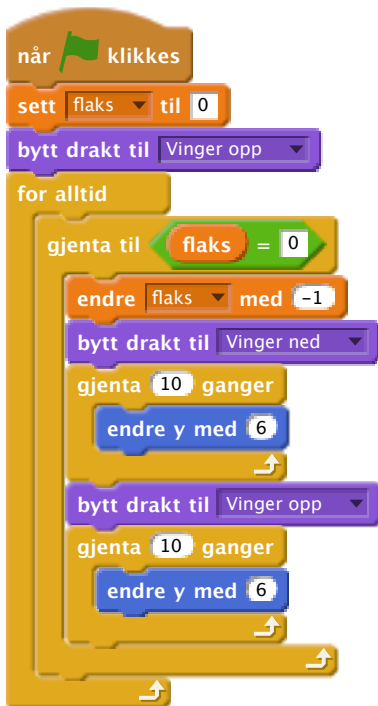 når klikkes
sett flaks til 0
bytt drakt til Vinger opp
for alltid
gjenta til flaks = 0
endre flaks med -1
bytt drakt til Vinger ned
gjenta 10 ganger
endre y med 6
bytt drakt til Vinger opp
gjenta 10 ganger
endre y med 6